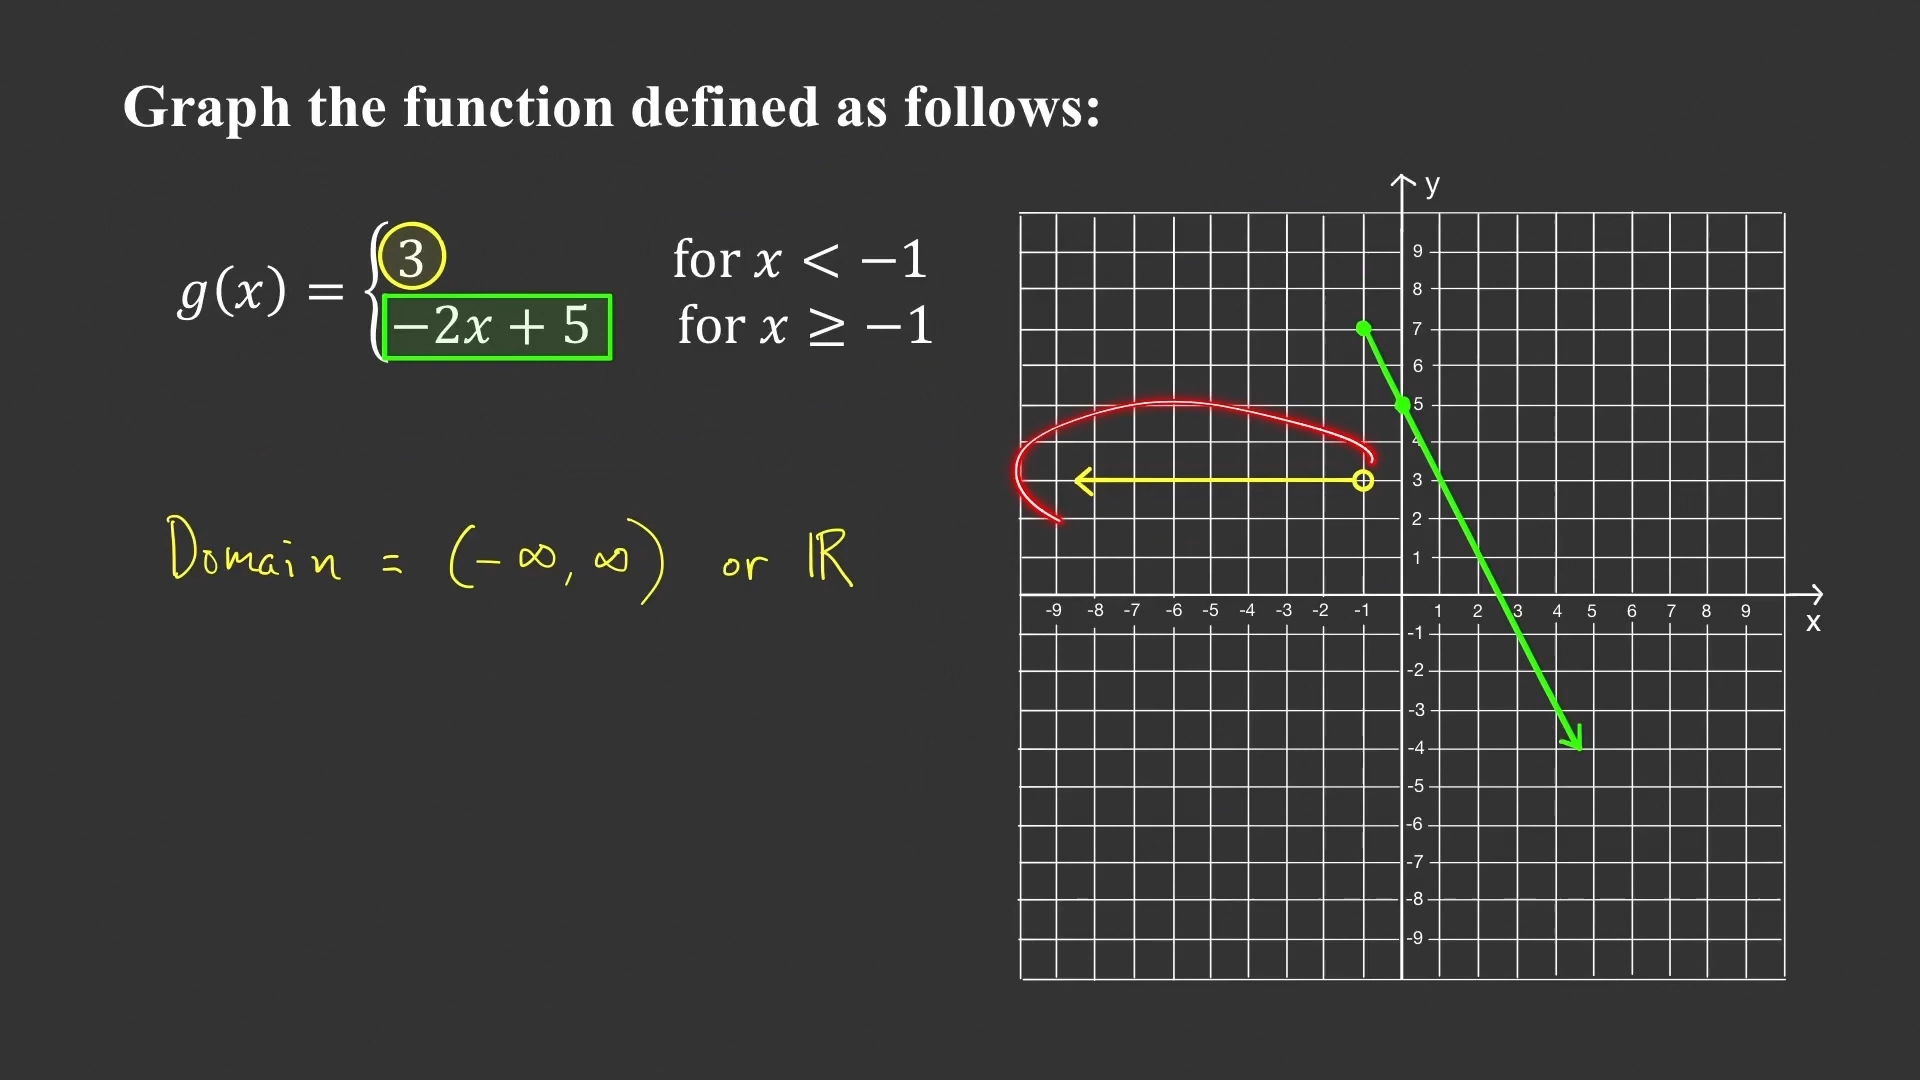 Graph the function defined as follows:
g(x) = { 3 for x < −1
−2x + 5 for x ≥ −1
Domain = (-∞, ∞) or ℝ
y
9
8
7
6
5
4
3
2
1
-9 -8 -7 -6 -5 -4 -3 -2 -1 1 2 3 4 5 6 7 8 9
x
-1
-2
-3
-4
-5
-6
-7
-8
-9